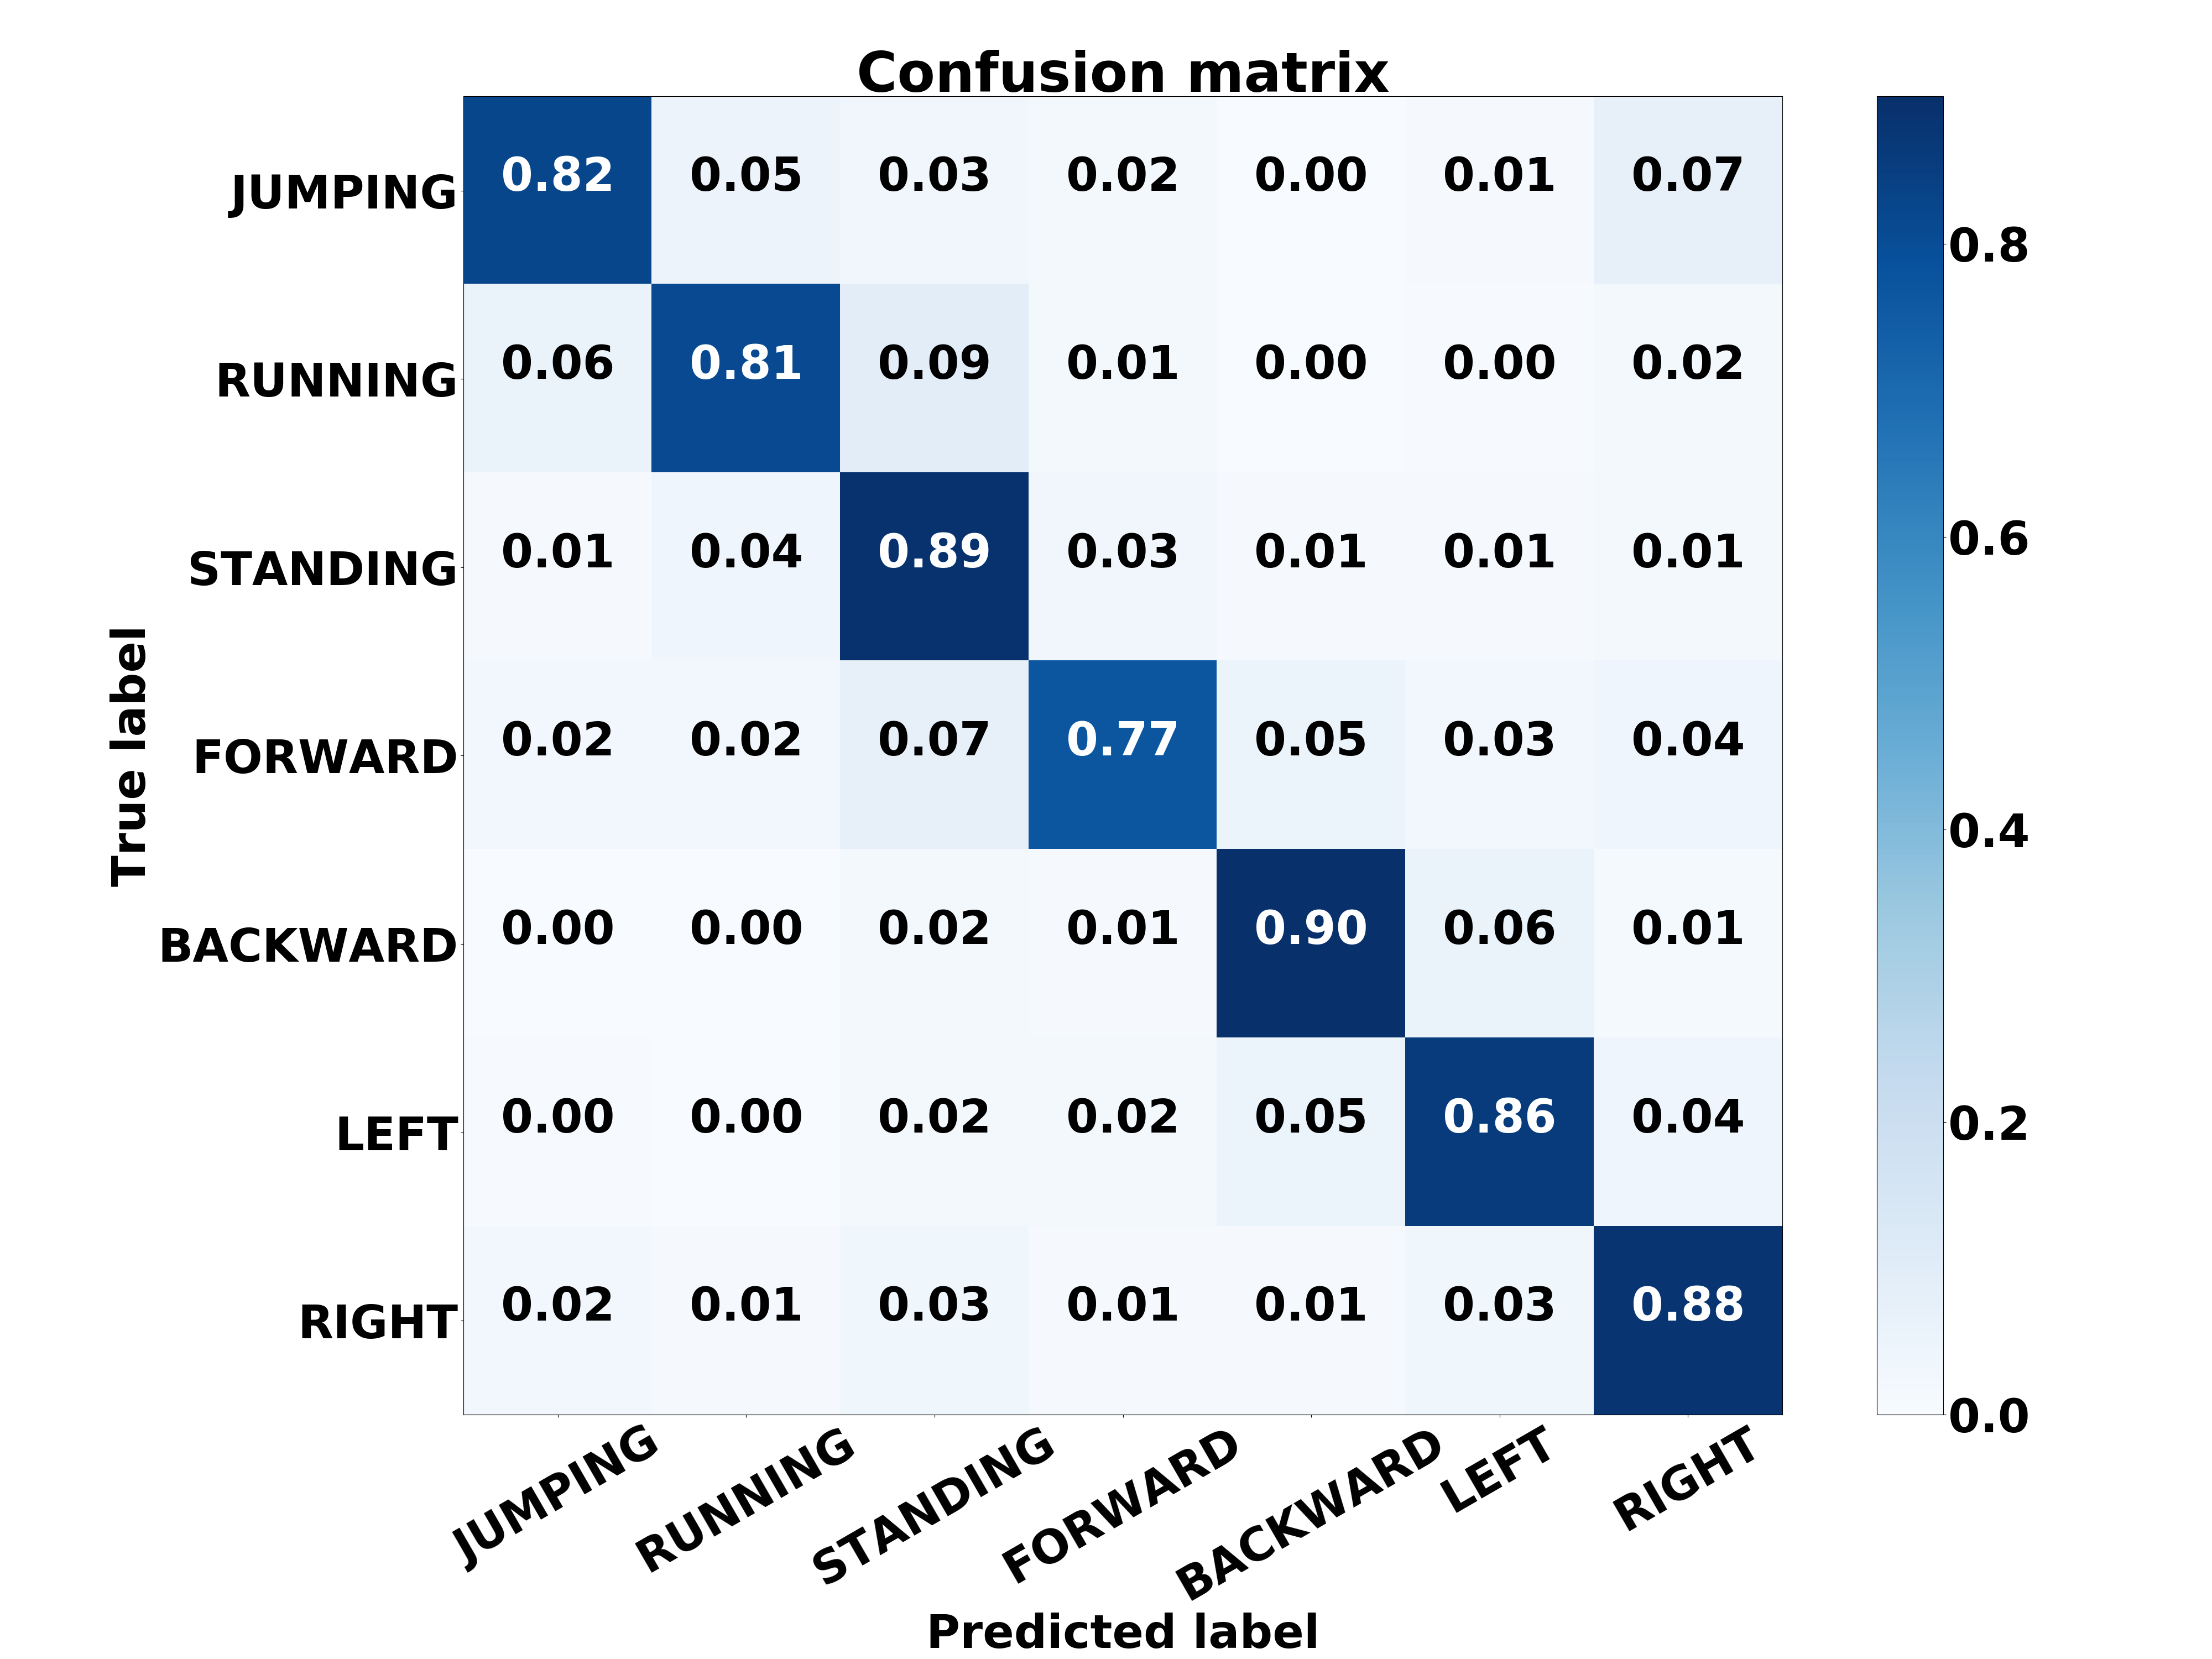 Confusion matrix
JUMPING 0.82 0.05 0.03 0.02 0.00 0.01 0.07
RUNNING 0.06 0.81 0.09 0.01 0.00 0.00 0.02
STANDING 0.01 0.04 0.89 0.03 0.01 0.01 0.01
FORWARD 0.02 0.02 0.07 0.77 0.05 0.03 0.04
BACKWARD 0.00 0.00 0.02 0.01 0.90 0.06 0.01
LEFT 0.00 0.00 0.02 0.02 0.05 0.86 0.04
RIGHT 0.02 0.01 0.03 0.01 0.01 0.03 0.88
True label
JUMPING RUNNING STANDING FORWARD BACKWARD LEFT RIGHT
Predicted label
0.8
0.6
0.4
0.2
0.0